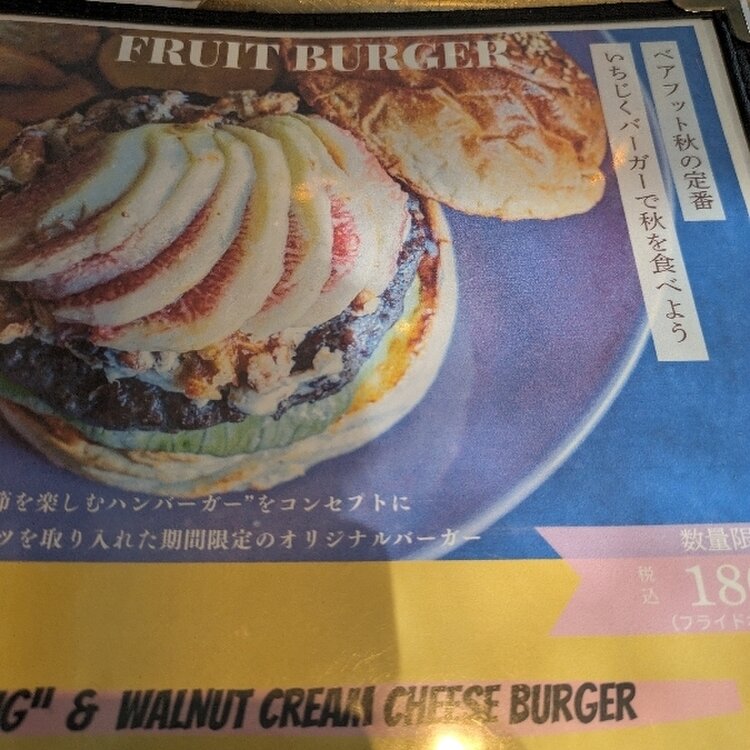 FRUIT BURGER
ベアフット秋の定番
いちじくバーガーで秋を食べよう
節を楽しむハンバーガー"をコンセプトに
ツを取り入れた期間限定のオリジナルバーガー
数量限
税込
180
(フライド
" & WALNUT CREAM CHEESE BURGER